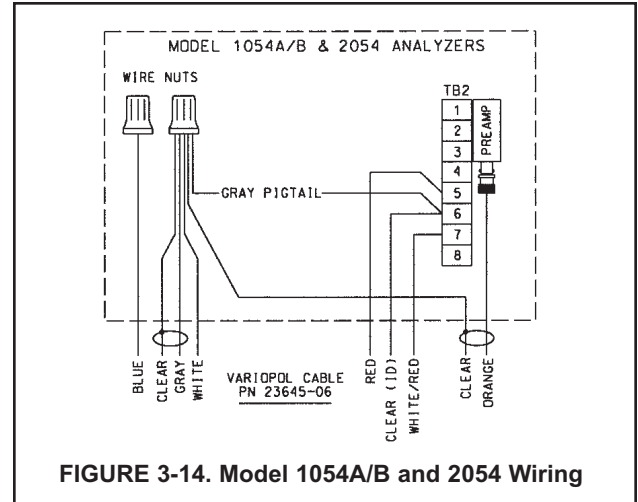 MODEL 1054A/B & 2054 ANALYZERS
WIRE NUTS
TB2
1
2
3
4
5
6
7
8
PREAMP
GRAY PIGTAIL
BLUE
CLEAR
GRAY
WHITE
VARIOPOL CABLE
PN 23645-06
RED
CLEAR (ID)
WHITE/RED
CLEAR
ORANGE
FIGURE 3-14. Model 1054A/B and 2054 Wiring